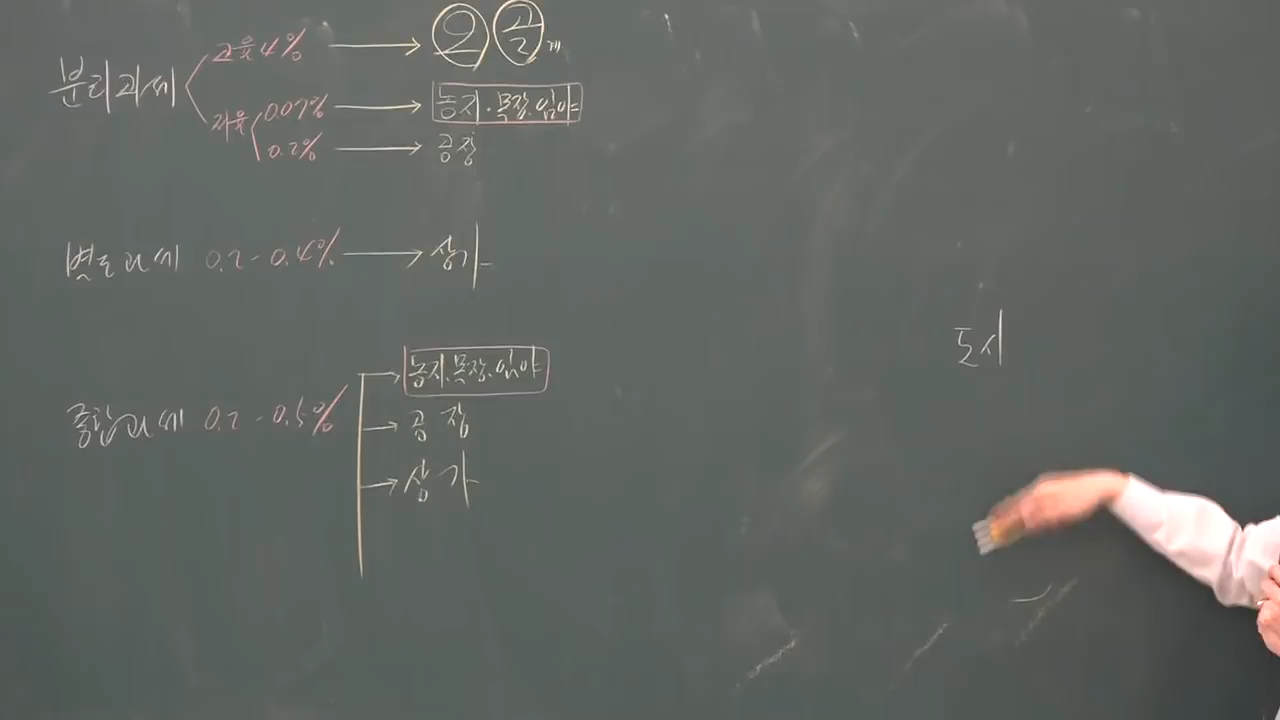 분리과세 고율 4% → 오 골 게
저율 0.07% → 농지·목장·임야
0.2% → 공장
별도과세 0.2-0.4% → 상가
종합과세 0.2-0.5% → 농지·목장·임야
→ 공장
→ 상가
도시